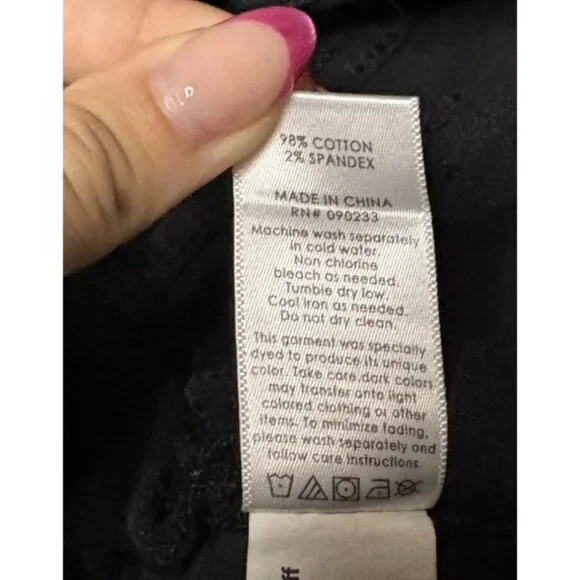 98% COTTON
2% SPANDEX
MADE IN CHINA
RN# 090233
Machine wash separately
in cold water.
Non chlorine
bleach as needed.
Tumble dry low.
Cool iron as needed.
Do not dry clean.
This garment was specially
dyed to produce its unique
color. Take care,dark colors
may transfer onto light
colored clothing or other
items. To minimize fading,
please wash separately and
follow care instructions.
ff